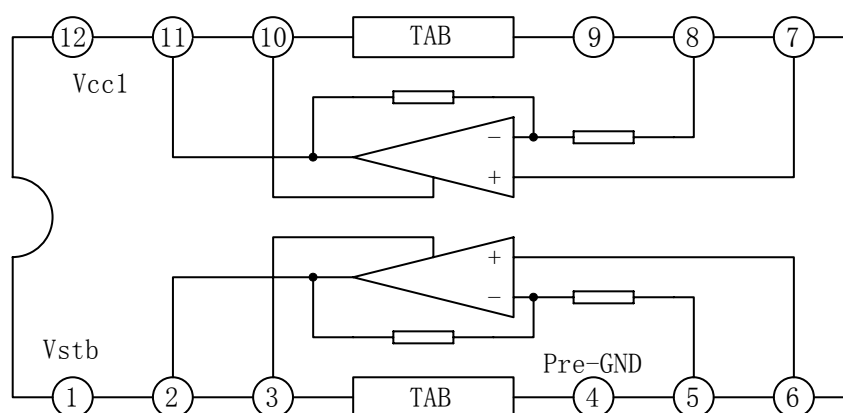 12 11 10 TAB 9 8 7
Vcc1
−
+
+
−
Vstb
Pre-GND
1 2 3 TAB 4 5 6